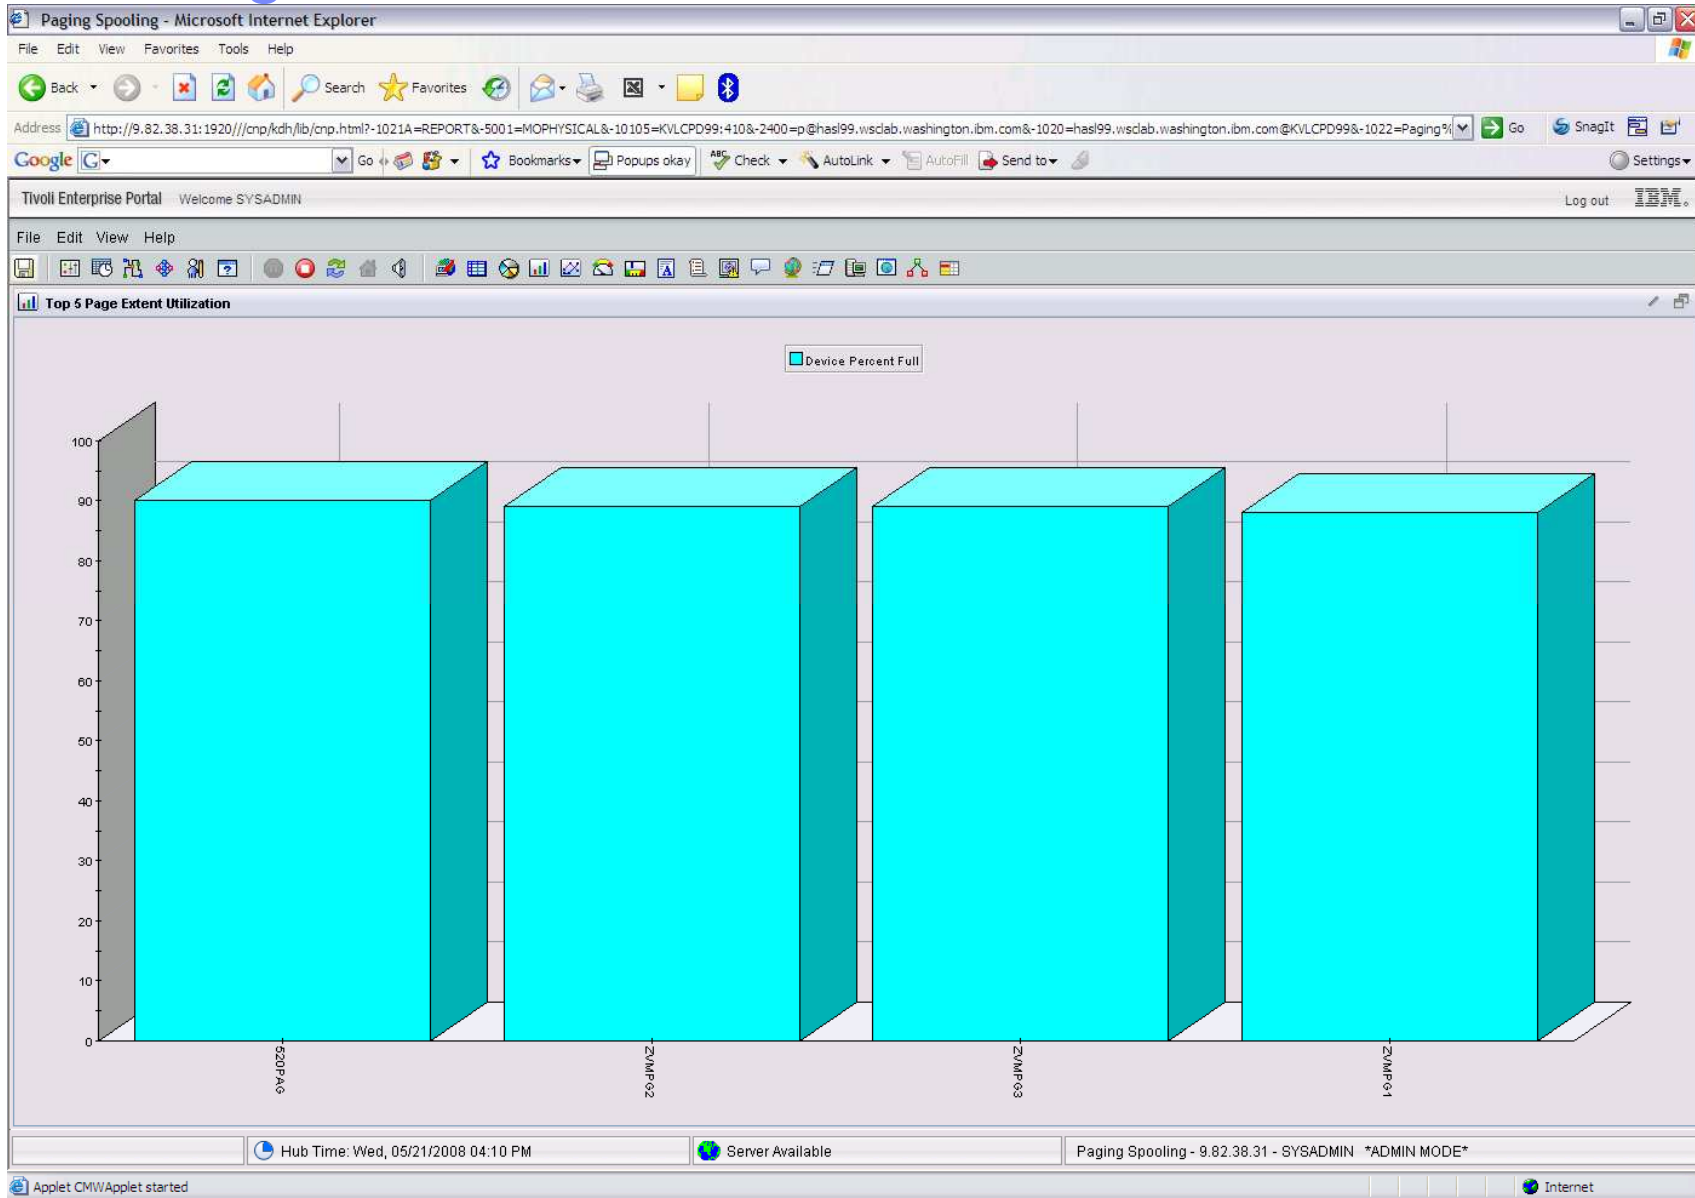 Paging Spooling - Microsoft Internet Explorer
File Edit View Favorites Tools Help
Back Search Favorites
Address http://9.82.38.31:1920///cnp/kdh/lib/cnp.html?-1021A=REPORT&-5001=MOPHYSICAL&-10105=KVLCPD99:410&-2400=p@hasl99.wsclab.washington.ibm.com&-1020=hasl99.wsclab.washington.ibm.com@KVLCPD99&-1022=Paging% Go SnagIt
Google G Go Bookmarks Popups okay ABC Check AutoLink AutoFill Send to Settings
Tivoli Enterprise Portal Welcome SYSADMIN Log out IBM.
File Edit View Help
Top 5 Page Extent Utilization
Device Percent Full
100
90
80
70
60
50
40
30
20
10
0
520PAG
ZVMPG2
ZVMPG3
ZVMPG1
Hub Time: Wed, 05/21/2008 04:10 PM
Server Available
Paging Spooling - 9.82.38.31 - SYSADMIN *ADMIN MODE*
Applet CMWApplet started
Internet